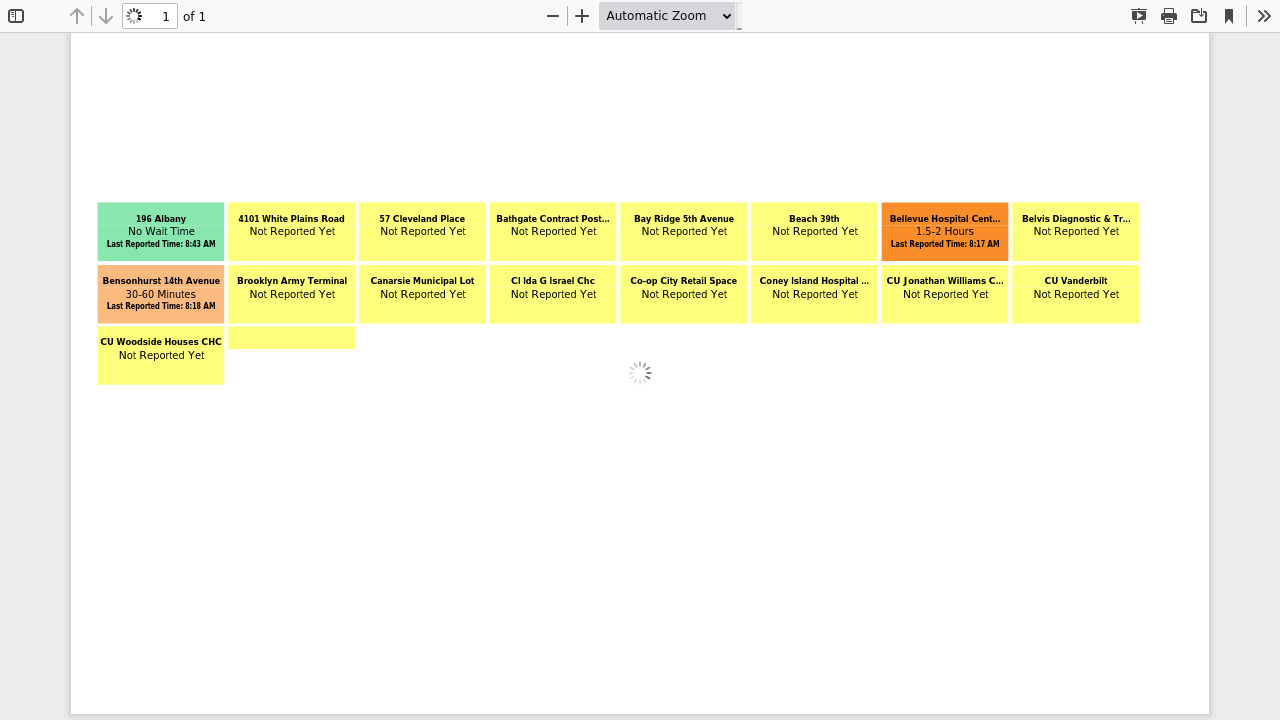 1 of 1 Automatic Zoom
196 Albany
No Wait Time
Last Reported Time: 8:43 AM
4101 White Plains Road
Not Reported Yet
57 Cleveland Place
Not Reported Yet
Bathgate Contract Post...
Not Reported Yet
Bay Ridge 5th Avenue
Not Reported Yet
Beach 39th
Not Reported Yet
Bellevue Hospital Cent...
1.5-2 Hours
Last Reported Time: 8:17 AM
Belvis Diagnostic & Tr...
Not Reported Yet
Bensonhurst 14th Avenue
30-60 Minutes
Last Reported Time: 8:18 AM
Brooklyn Army Terminal
Not Reported Yet
Canarsie Municipal Lot
Not Reported Yet
CI Ida G Israel Chc
Not Reported Yet
Co-op City Retail Space
Not Reported Yet
Coney Island Hospital ...
Not Reported Yet
CU Jonathan Williams C...
Not Reported Yet
CU Vanderbilt
Not Reported Yet
CU Woodside Houses CHC
Not Reported Yet